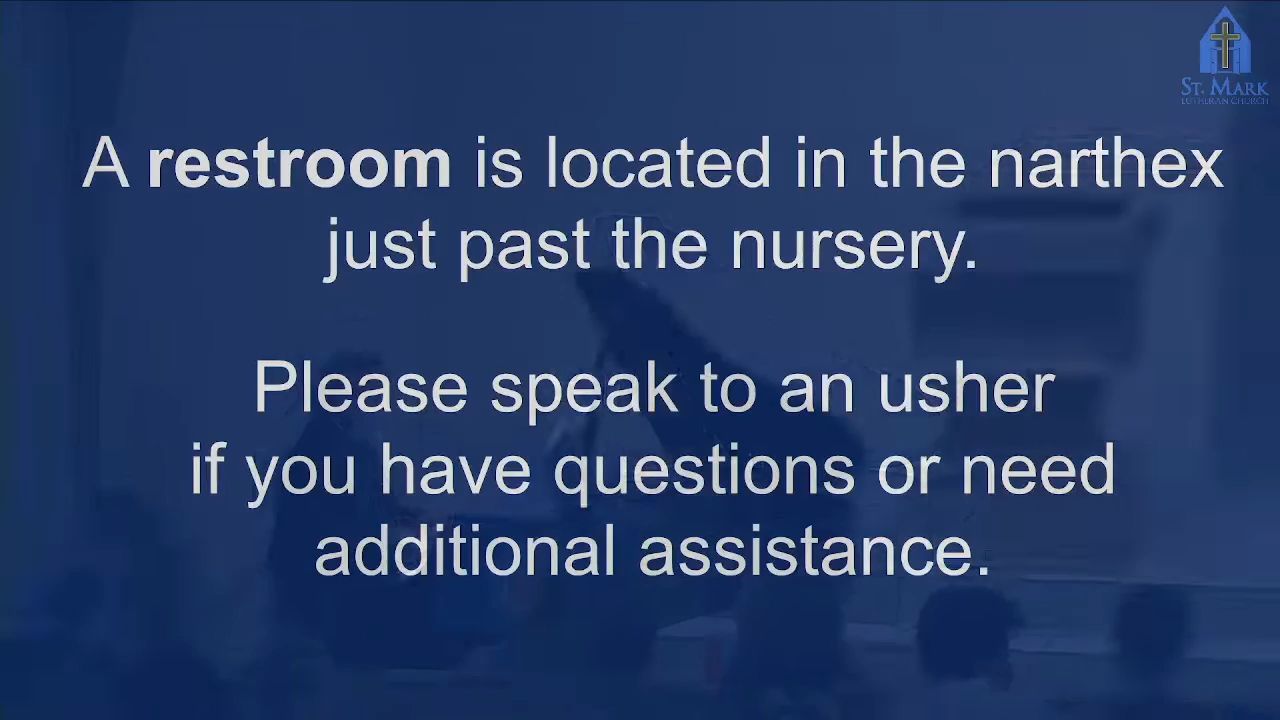 St. Mark
Lutheran Church
A restroom is located in the narthex
just past the nursery.
Please speak to an usher
if you have questions or need
additional assistance.